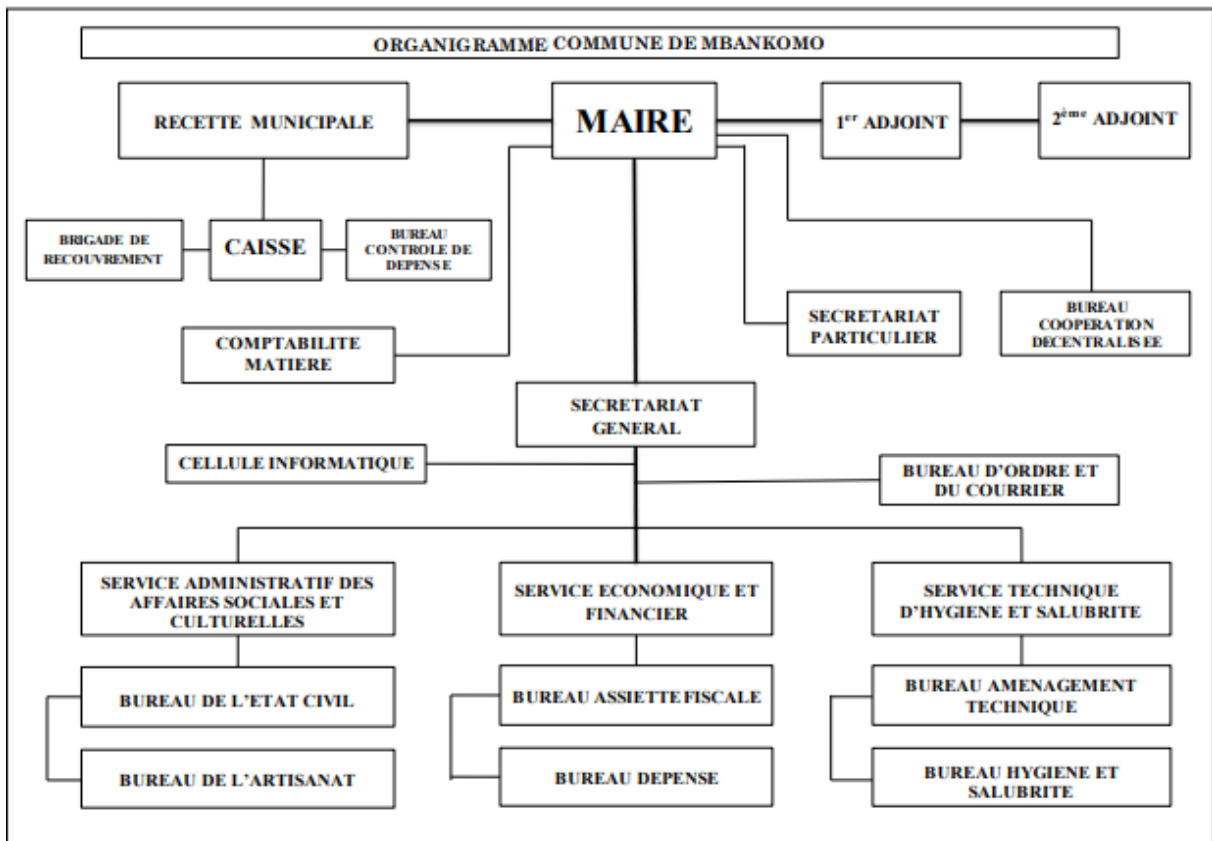 ORGANIGRAMME COMMUNE DE MBANKOMO
RECETTE MUNICIPALE
MAIRE
1er ADJOINT
2ème ADJOINT
BRIGADE DE
RECOUVREMENT
CAISSE
BUREAU
CONTROLE DE
DEPENSE
COMPTABILITE
MATIERE
SECRETARIAT
PARTICULIER
BUREAU
COOPERATION
DECENTRALISEE
SECRETARIAT
GENERAL
CELLULE INFORMATIQUE
BUREAU D’ORDRE ET
DU COURRIER
SERVICE ADMINISTRATIF DES
AFFAIRES SOCIALES ET
CULTURELLES
SERVICE ECONOMIQUE ET
FINANCIER
SERVICE TECHNIQUE
D’HYGIENE ET SALUBRITE
BUREAU DE L’ETAT CIVIL
BUREAU ASSIETTE FISCALE
BUREAU AMENAGEMENT
TECHNIQUE
BUREAU DE L’ARTISANAT
BUREAU DEPENSE
BUREAU HYGIENE ET
SALUBRITE